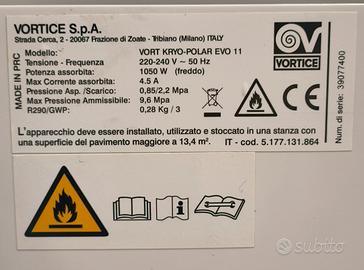 VORTICE S.p.A.
Strada Cerca, 2 - 20067 Frazione di Zoate - Tribiano (Milano) ITALY
Modello: VORT KRYO-POLAR EVO 11
Tensione - Frequenza 220-240 V ~ 50 Hz
Potenza assorbita: 1050 W (freddo)
Max Corrente assorbita: 4.5 A
Pressione Asp. /Scarico: 0,85/2,2 Mpa
Max Pressione Ammissibile: 9,6 Mpa
R290/GWP: 0,28 Kg / 3
MADE IN PRC
VORTICE
CE
serie: 39077400
L'apparecchio deve essere installato, utilizzato e stoccato in una stanza con
una superficie del pavimento maggiore a 13,4 m². IT - cod. 5.177.131.864
subito.it